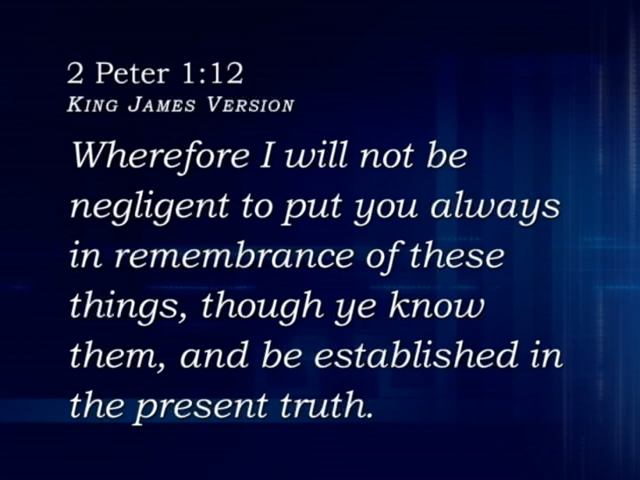 2 Peter 1:12
King James Version
Wherefore I will not be
negligent to put you always
in remembrance of these
things, though ye know
them, and be established in
the present truth.